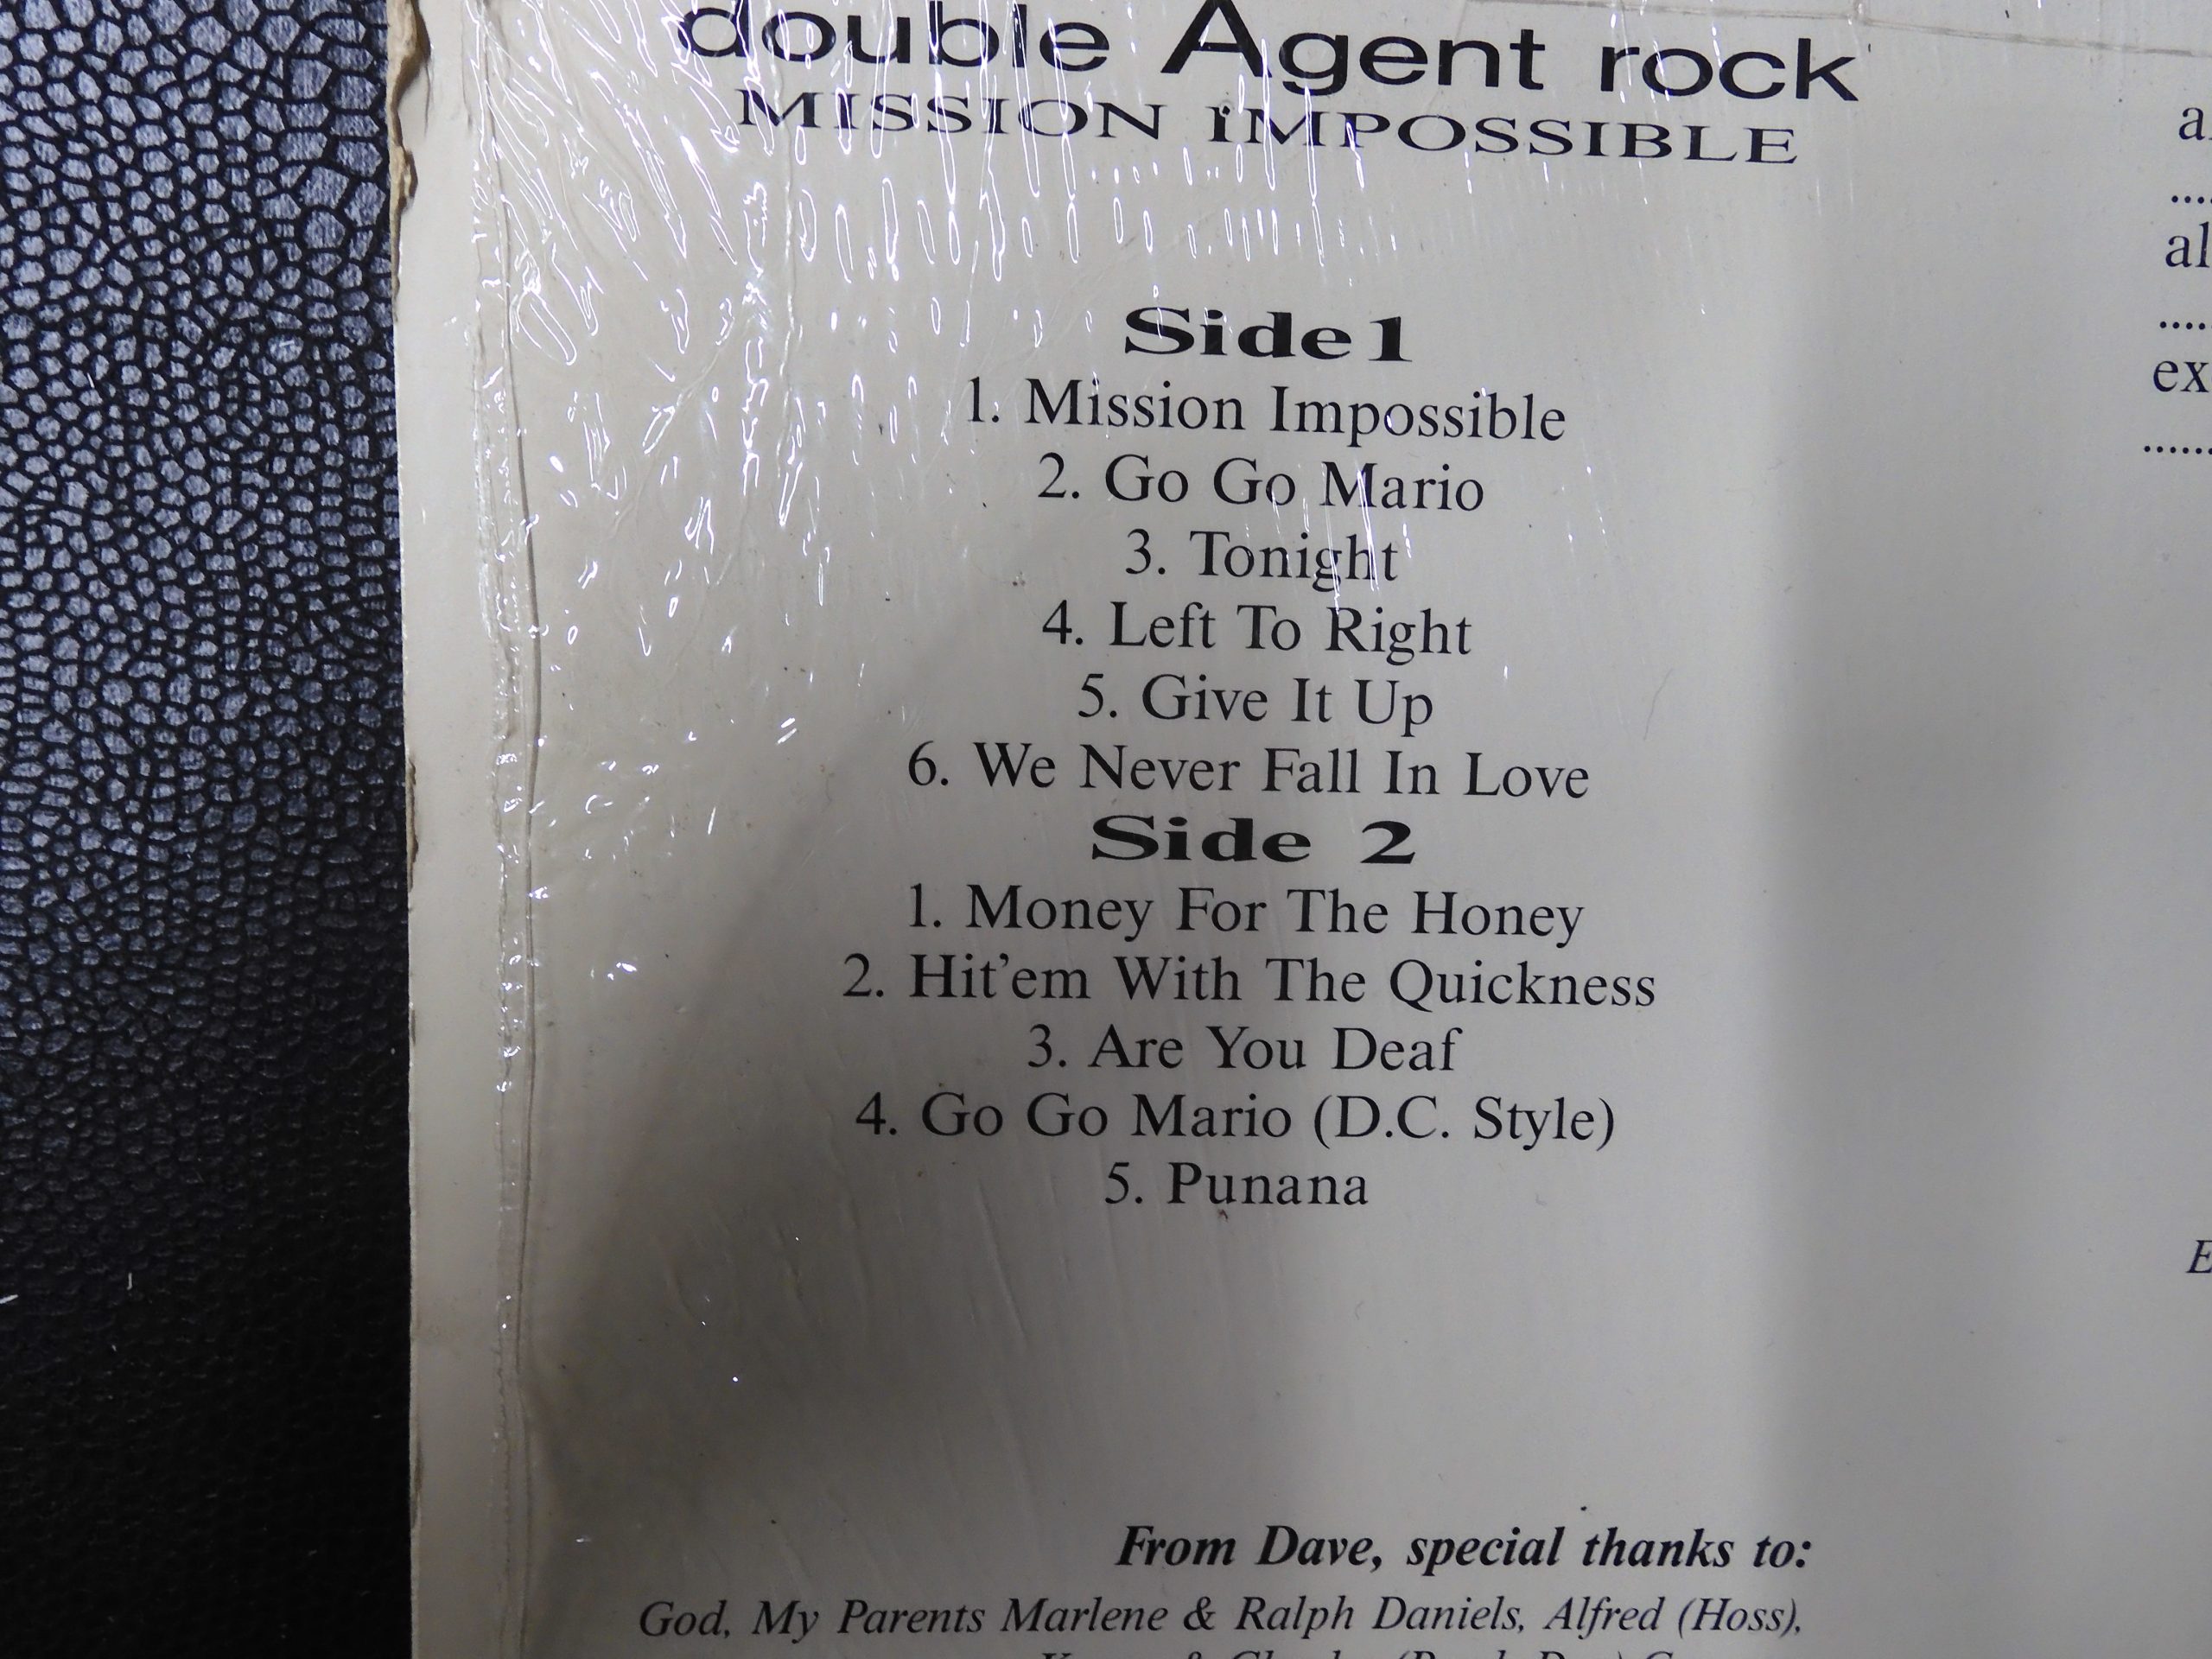 double Agent rock
MISSION IMPOSSIBLE
Side 1
1. Mission Impossible
2. Go Go Mario
3. Tonight
4. Left To Right
5. Give It Up
6. We Never Fall In Love
Side 2
1. Money For The Honey
2. Hit'em With The Quickness
3. Are You Deaf
4. Go Go Mario (D.C. Style)
5. Punana
From Dave, special thanks to:
God, My Parents Marlene & Ralph Daniels, Alfred (Hoss),